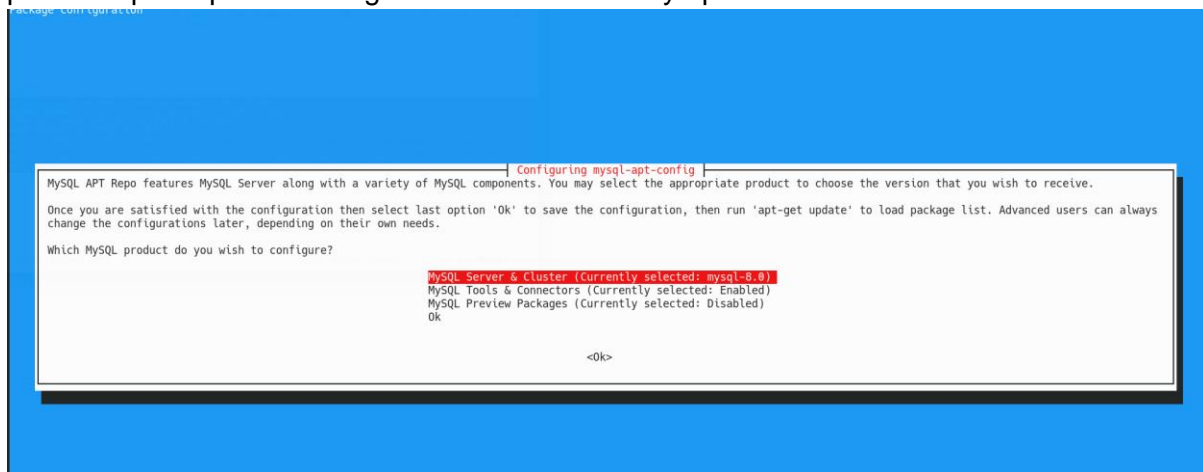 Package configuration
Configuring mysql-apt-config
MySQL APT Repo features MySQL Server along with a variety of MySQL components. You may select the appropriate product to choose the version that you wish to receive.
Once you are satisfied with the configuration then select last option 'Ok' to save the configuration, then run 'apt-get update' to load package list. Advanced users can always
change the configurations later, depending on their own needs.
Which MySQL product do you wish to configure?
MySQL Server & Cluster (Currently selected: mysql-8.0)
MySQL Tools & Connectors (Currently selected: Enabled)
MySQL Preview Packages (Currently selected: Disabled)
Ok
<Ok>